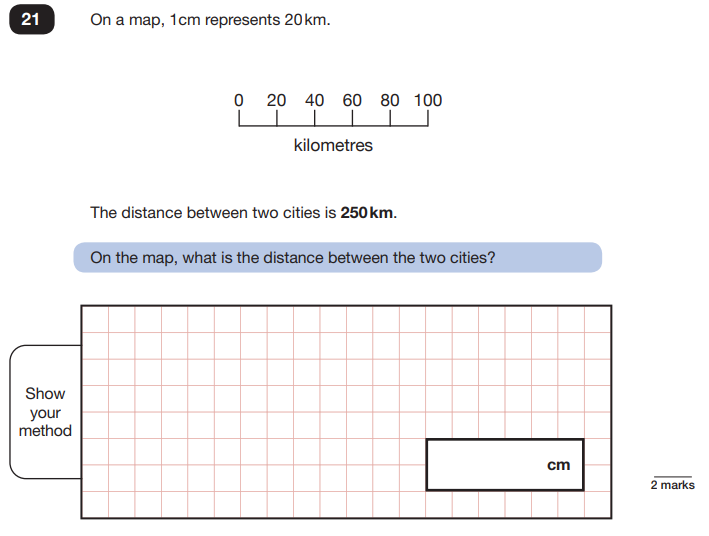 21 On a map, 1cm represents 20km.
0 20 40 60 80 100
kilometres
The distance between two cities is 250km.
On the map, what is the distance between the two cities?
Show
your
method
cm
2 marks